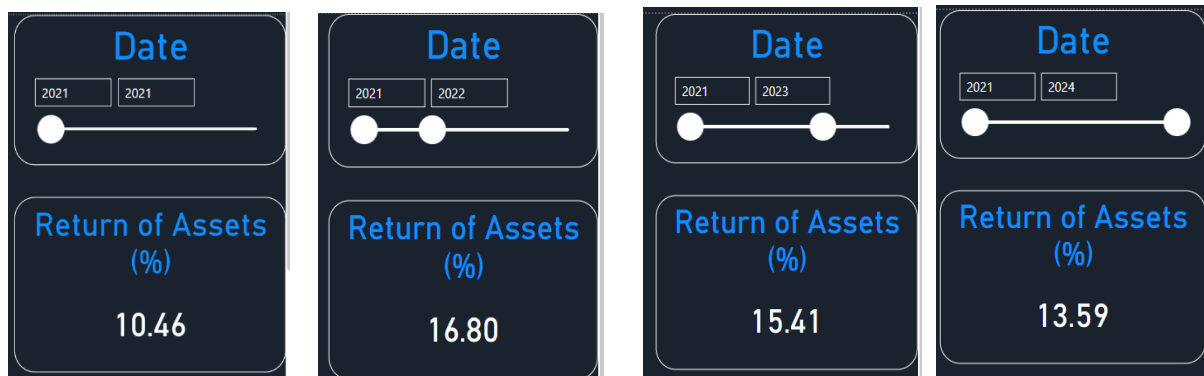 Date
2021 2021
Return of Assets
(%)
10.46
Date
2021 2022
Return of Assets
(%)
16.80
Date
2021 2023
Return of Assets
(%)
15.41
Date
2021 2024
Return of Assets
(%)
13.59